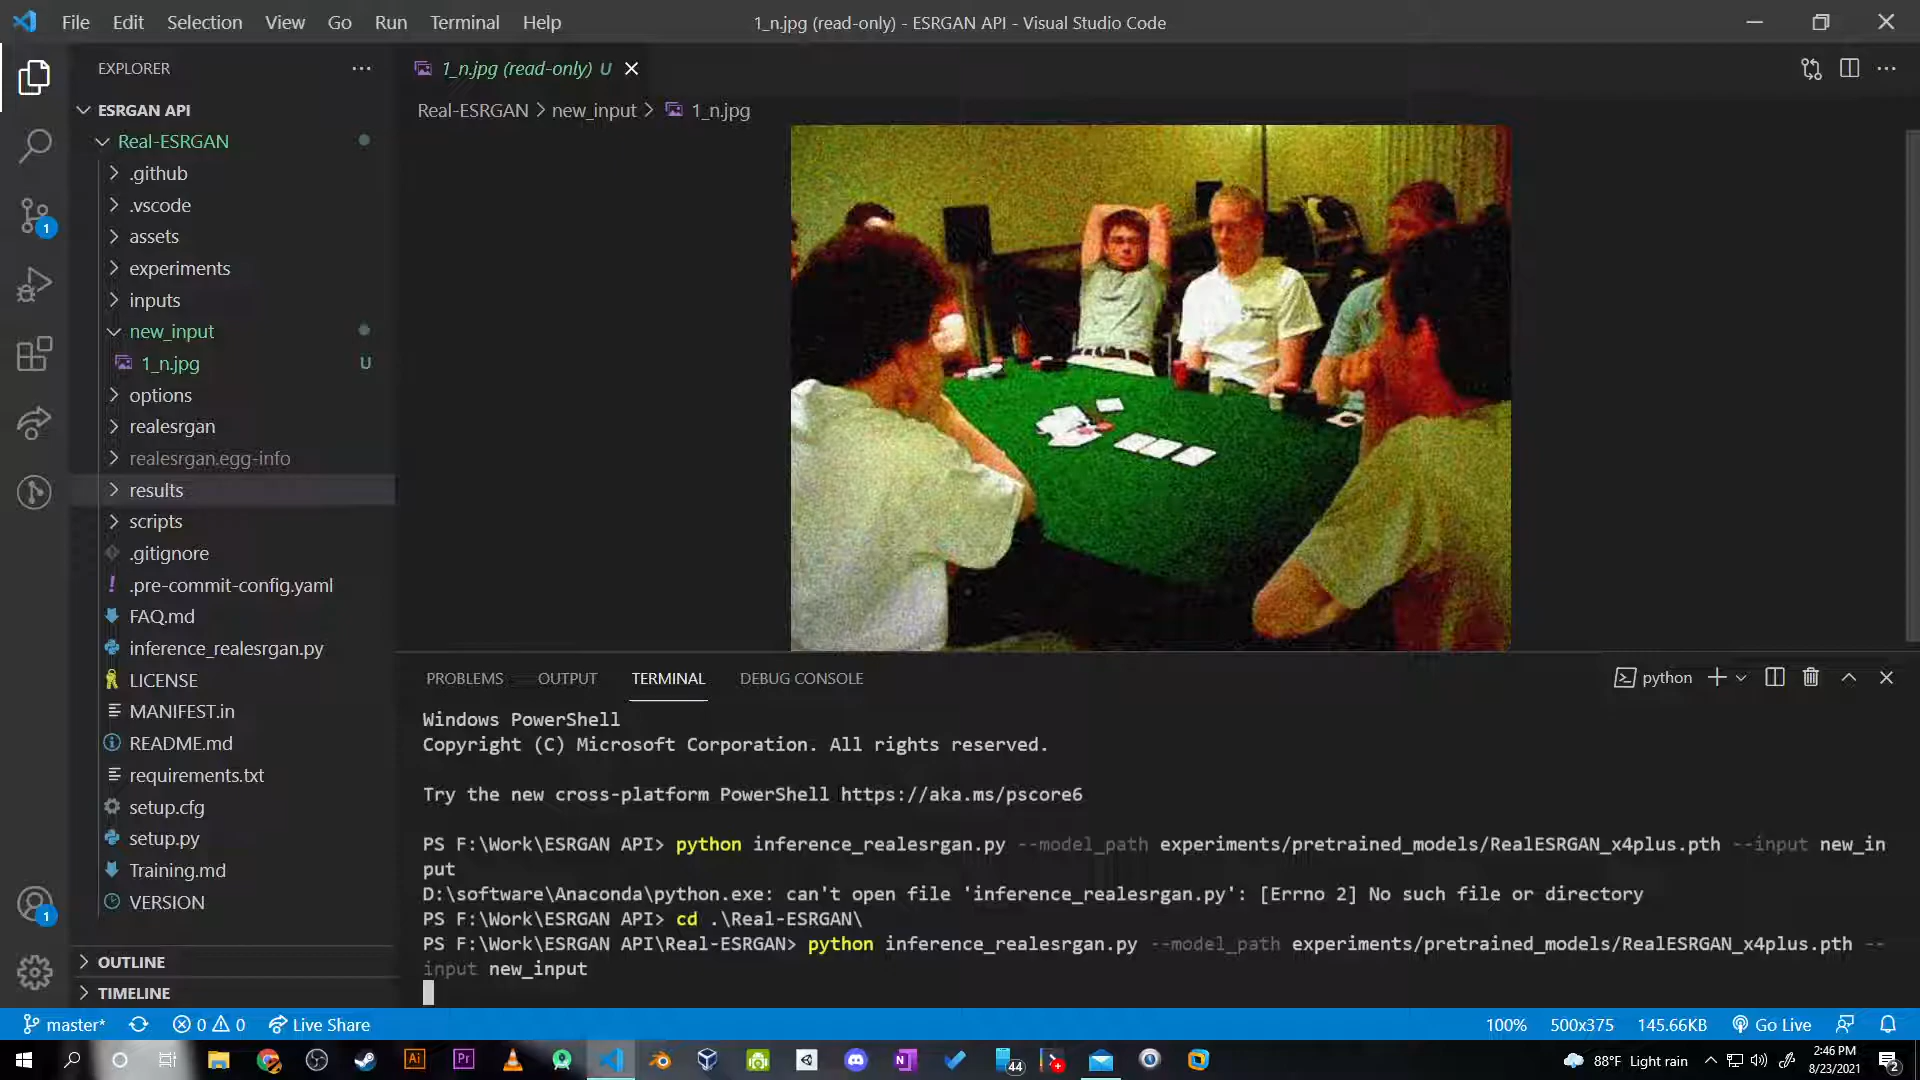 File Edit Selection View Go Run Terminal Help
1_n.jpg (read-only) - ESRGAN API - Visual Studio Code
EXPLORER
ESRGAN API
Real-ESRGAN
.github
.vscode
assets
experiments
inputs
new_input
1_n.jpg U
options
realesrgan
realesrgan.egg-info
results
scripts
.gitignore
.pre-commit-config.yaml
FAQ.md
inference_realesrgan.py
LICENSE
MANIFEST.in
README.md
requirements.txt
setup.cfg
setup.py
Training.md
VERSION
OUTLINE
TIMELINE
1
1
1_n.jpg (read-only) U
Real-ESRGAN > new_input > 1_n.jpg
PROBLEMS OUTPUT TERMINAL DEBUG CONSOLE
python
Windows PowerShell
Copyright (C) Microsoft Corporation. All rights reserved.
Try the new cross-platform PowerShell https://aka.ms/pscore6
PS F:\Work\ESRGAN API> python inference_realesrgan.py --model_path experiments/pretrained_models/RealESRGAN_x4plus.pth --input new_in
put
D:\software\Anaconda\python.exe: can't open file 'inference_realesrgan.py': [Errno 2] No such file or directory
PS F:\Work\ESRGAN API> cd .\Real-ESRGAN\
PS F:\Work\ESRGAN API\Real-ESRGAN> python inference_realesrgan.py --model_path experiments/pretrained_models/RealESRGAN_x4plus.pth --
input new_input
master* 0 0 Live Share
100% 500x375 145.66KB Go Live
Ai Pr N 44
88°F Light rain
2:46 PM
8/23/2021
2